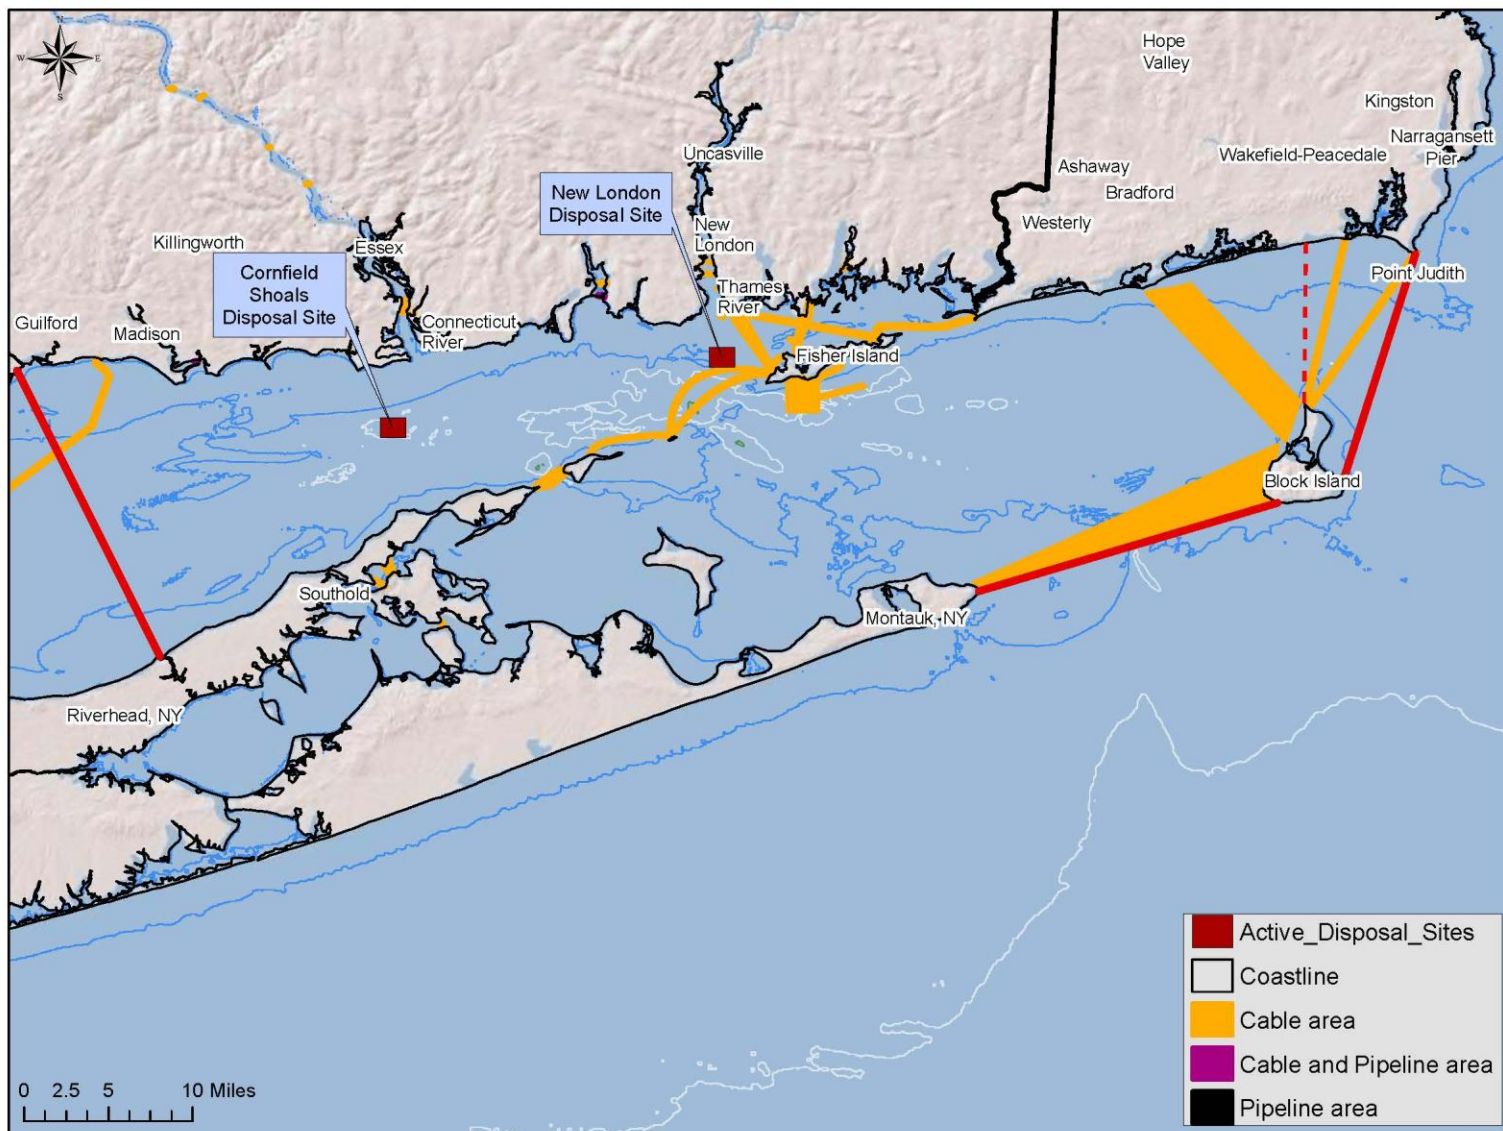 N
W
E
S
Hope
Valley
Kingston
Narragansett
Pier
Uncasville
Wakefield-Peacedale
Ashaway
Bradford
New London
Disposal Site
Westerly
Killingworth
Essex
New
London
Cornfield
Shoals
Disposal Site
Point Judith
Thames
River
Guilford
Madison
Connecticut
River
Fisher Island
Block Island
Southold
Montauk, NY
Riverhead, NY
Active_Disposal_Sites
Coastline
Cable area
Cable and Pipeline area
Pipeline area
0 2.5 5 10 Miles